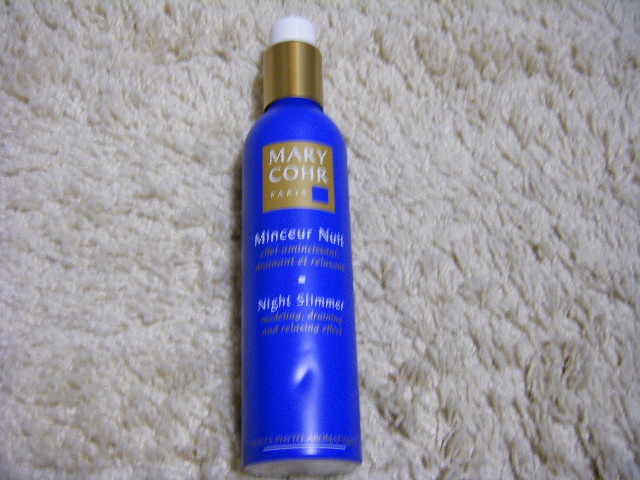 MARY
COHR
PARIS
Minceur Nuit
effet amincissant,
drainant et relaxant
Night Slimmer
modeling, draining
and relaxing effect